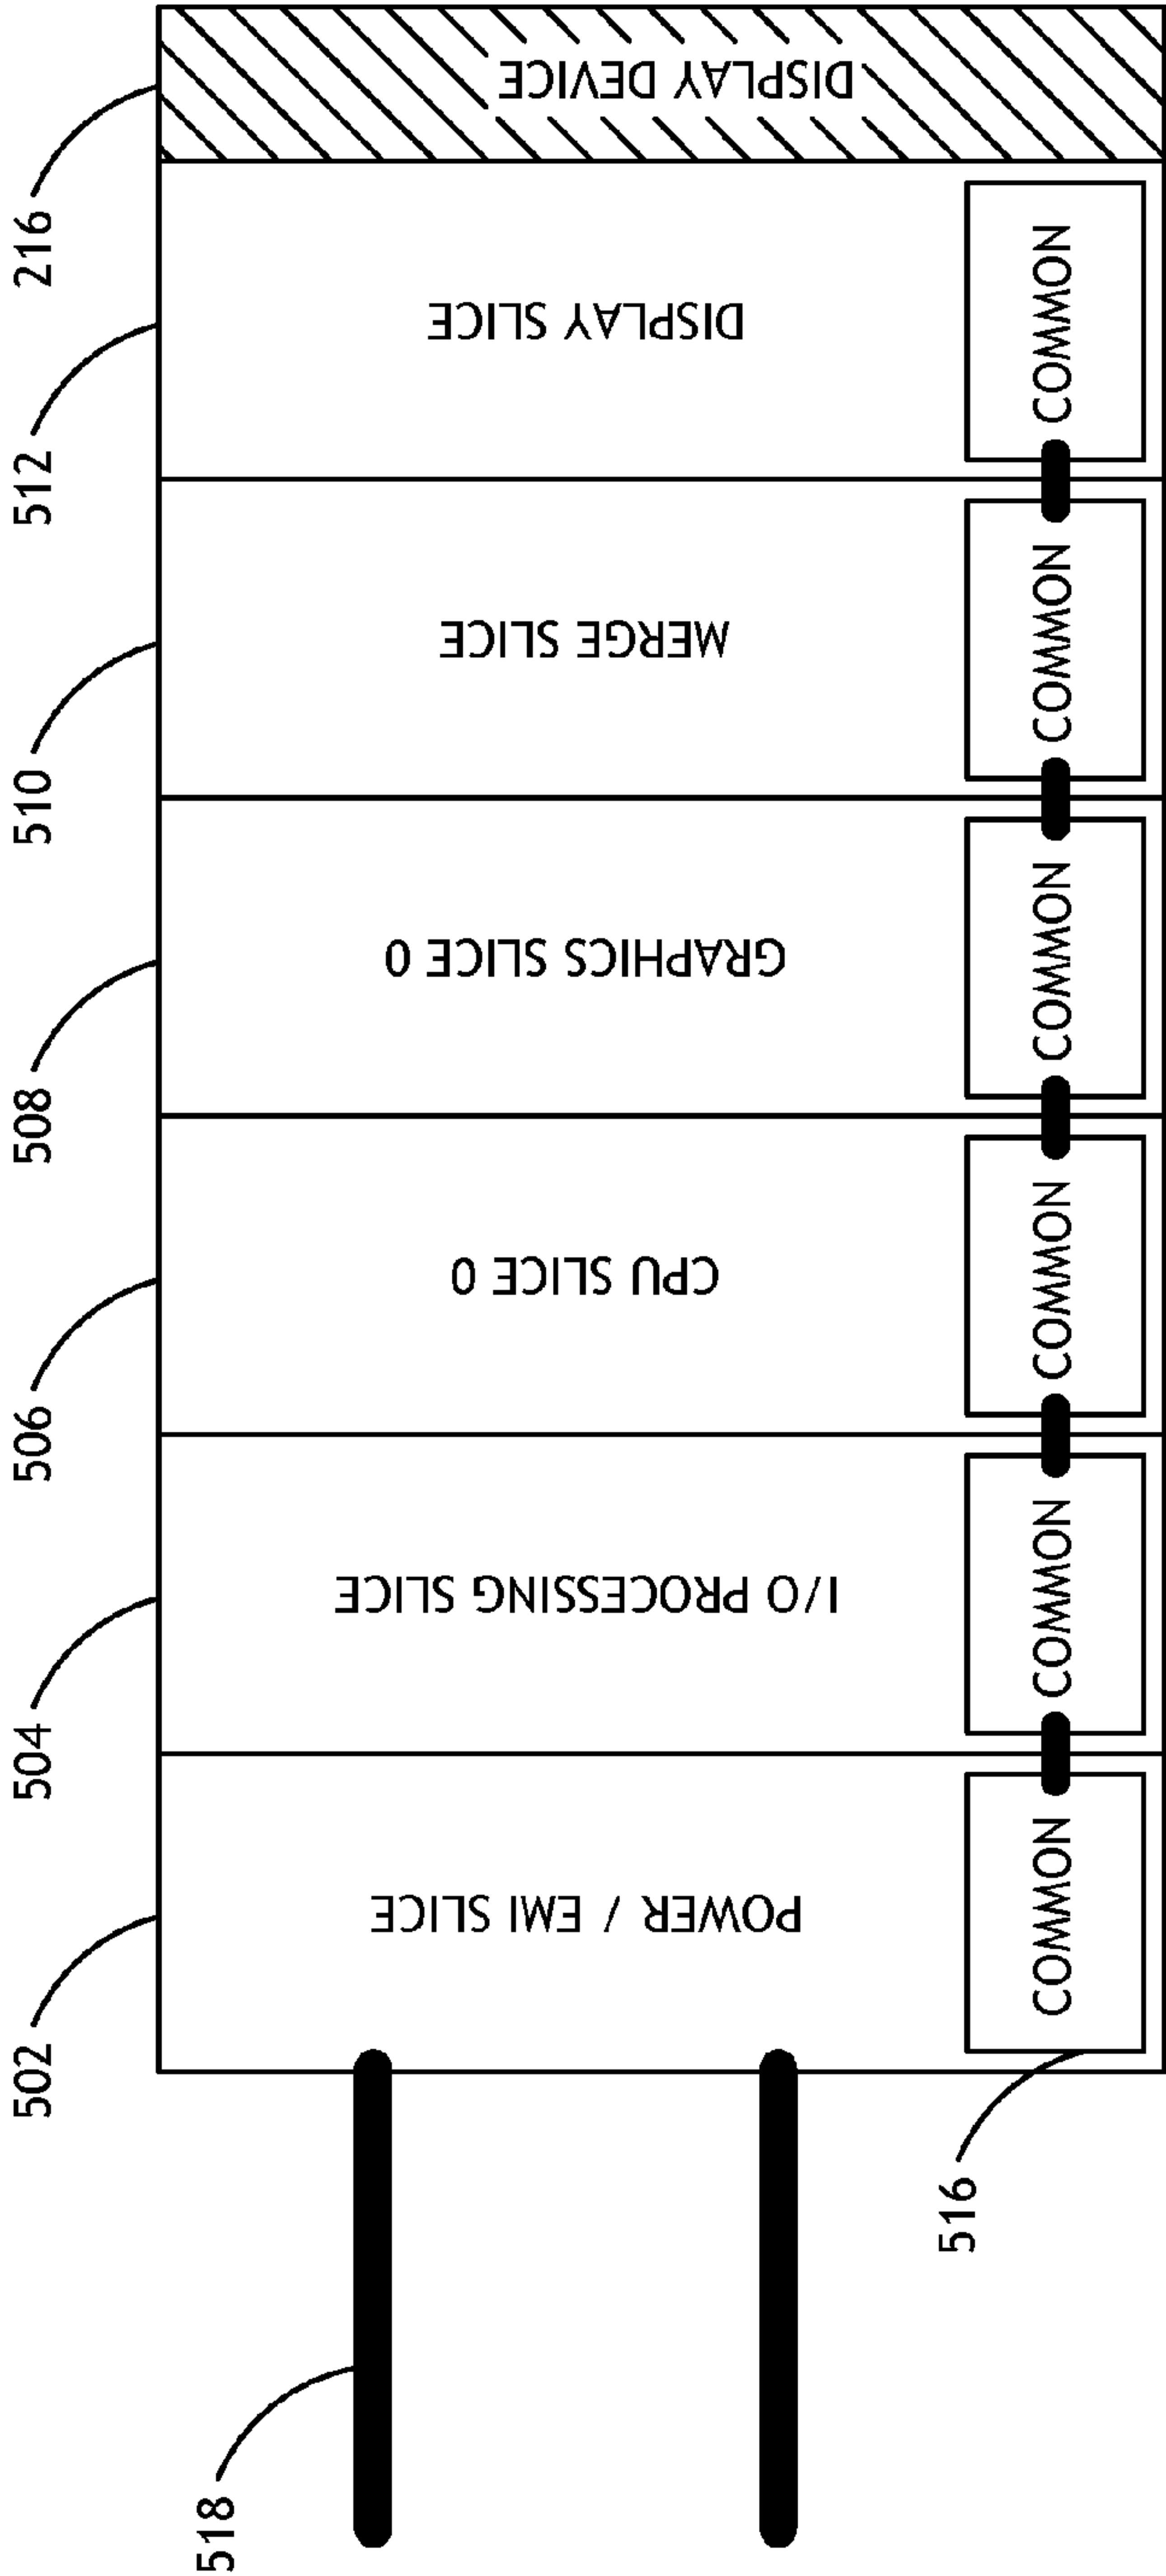 216
512
510
508
506
504
502
518
516
DISPLAY DEVICE
DISPLAY SLICE
MERGE SLICE
GRAPHICS SLICE 0
CPU SLICE 0
I/O PROCESSING SLICE
POWER / EMI SLICE
COMMON
COMMON
COMMON
COMMON
COMMON
COMMON